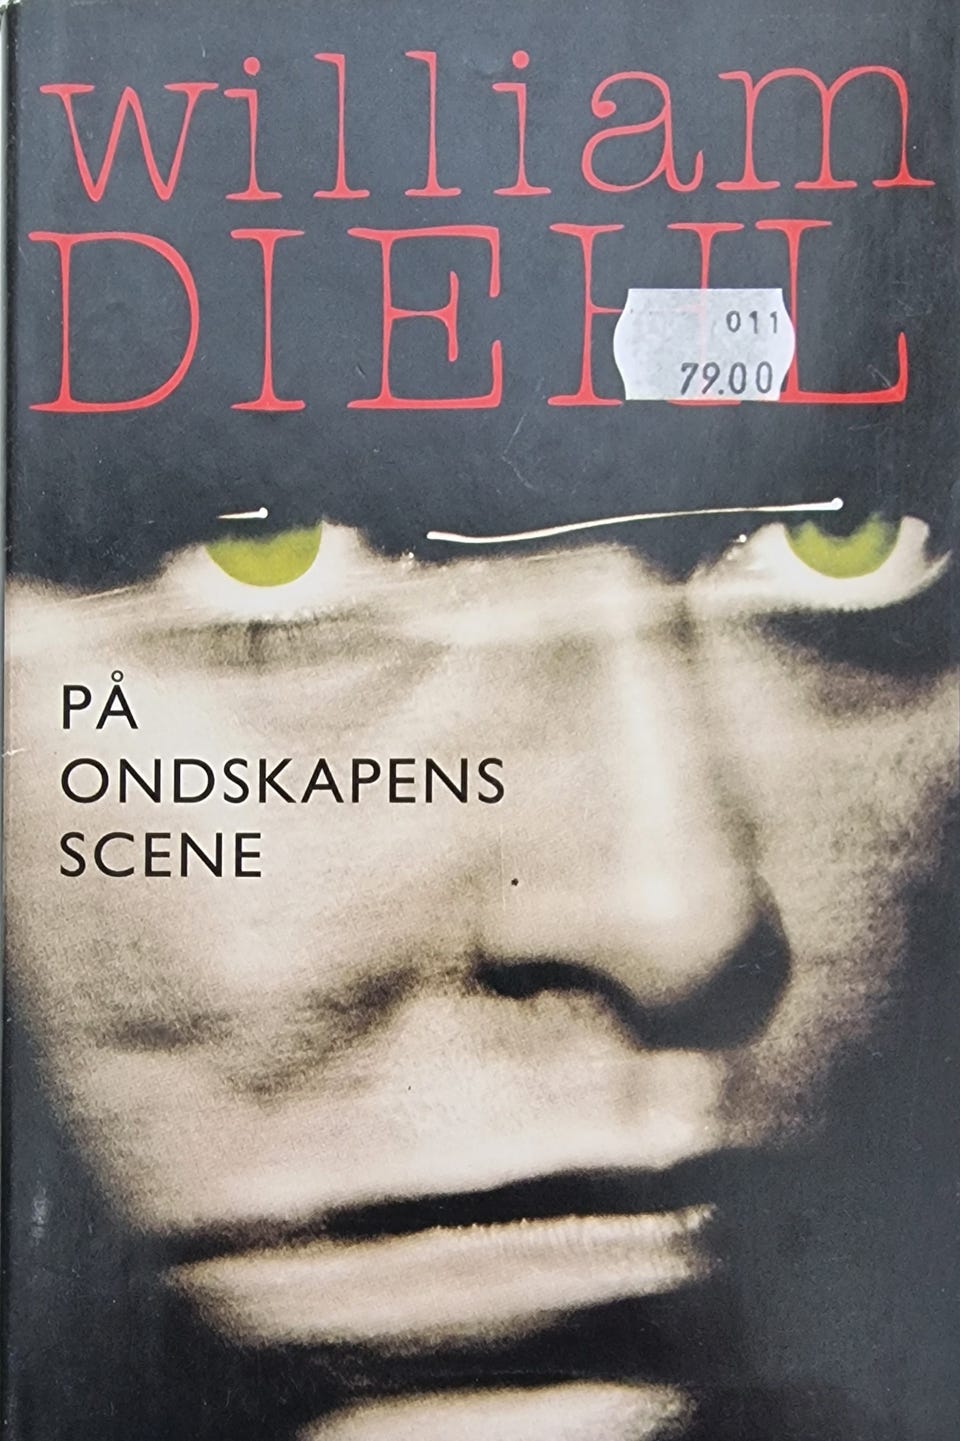 william
DIEHL
011
79.00
PÅ
ONDSKAPENS
SCENE